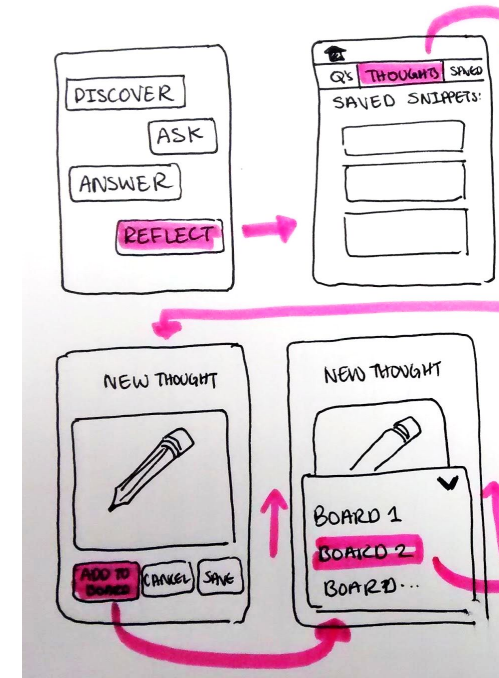 DISCOVER
ASK
ANSWER
REFLECT
Q's THOUGHTS SAVED
SAVED SNIPPETS:
NEW THOUGHT
ADD TO
BOARD
CANCEL SAVE
NEW THOUGHT
BOARD 1
BOARD 2
BOARD...